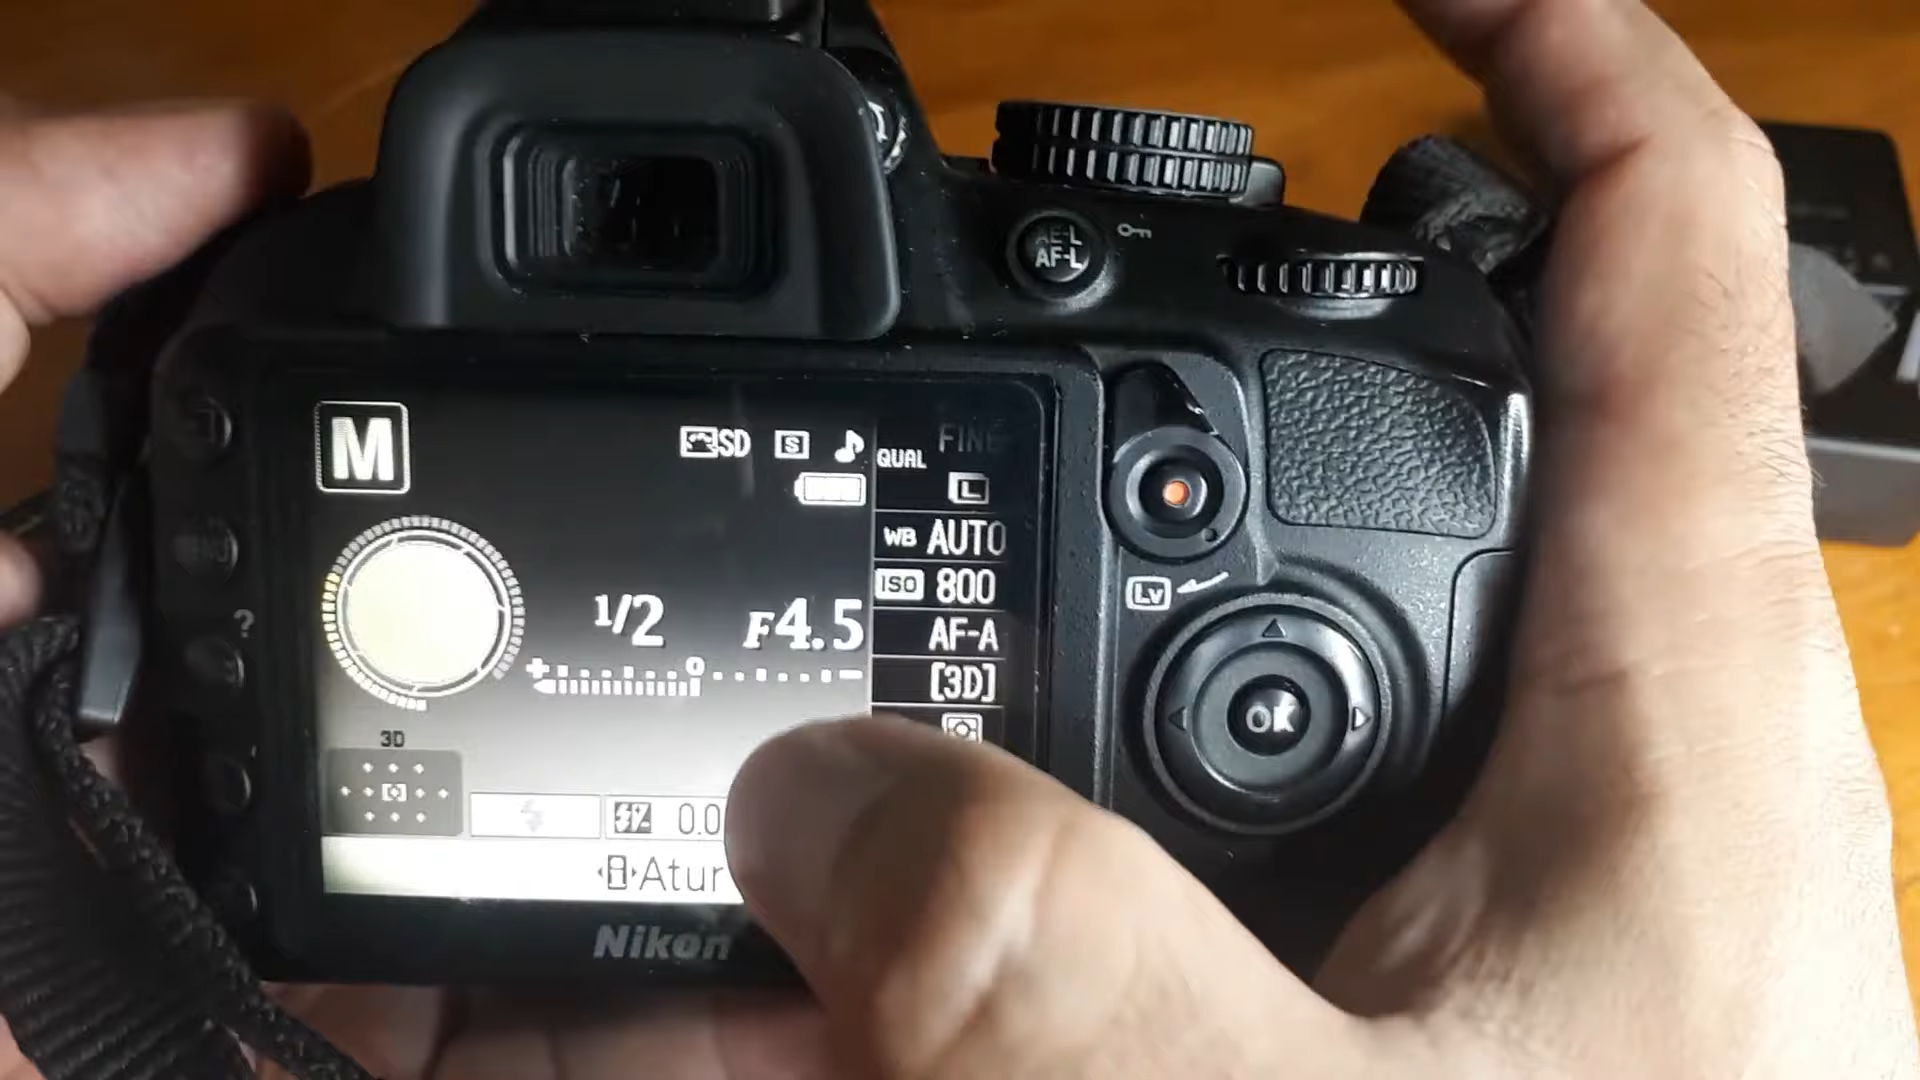 AE-L
AF-L
M
SD S
QUAL FINE
L
WB AUTO
ISO 800
1/2 F4.5
AF-A
+ 0 -
[3D]
3D
0.0
i Atur
Nikon
Lv
OK
?